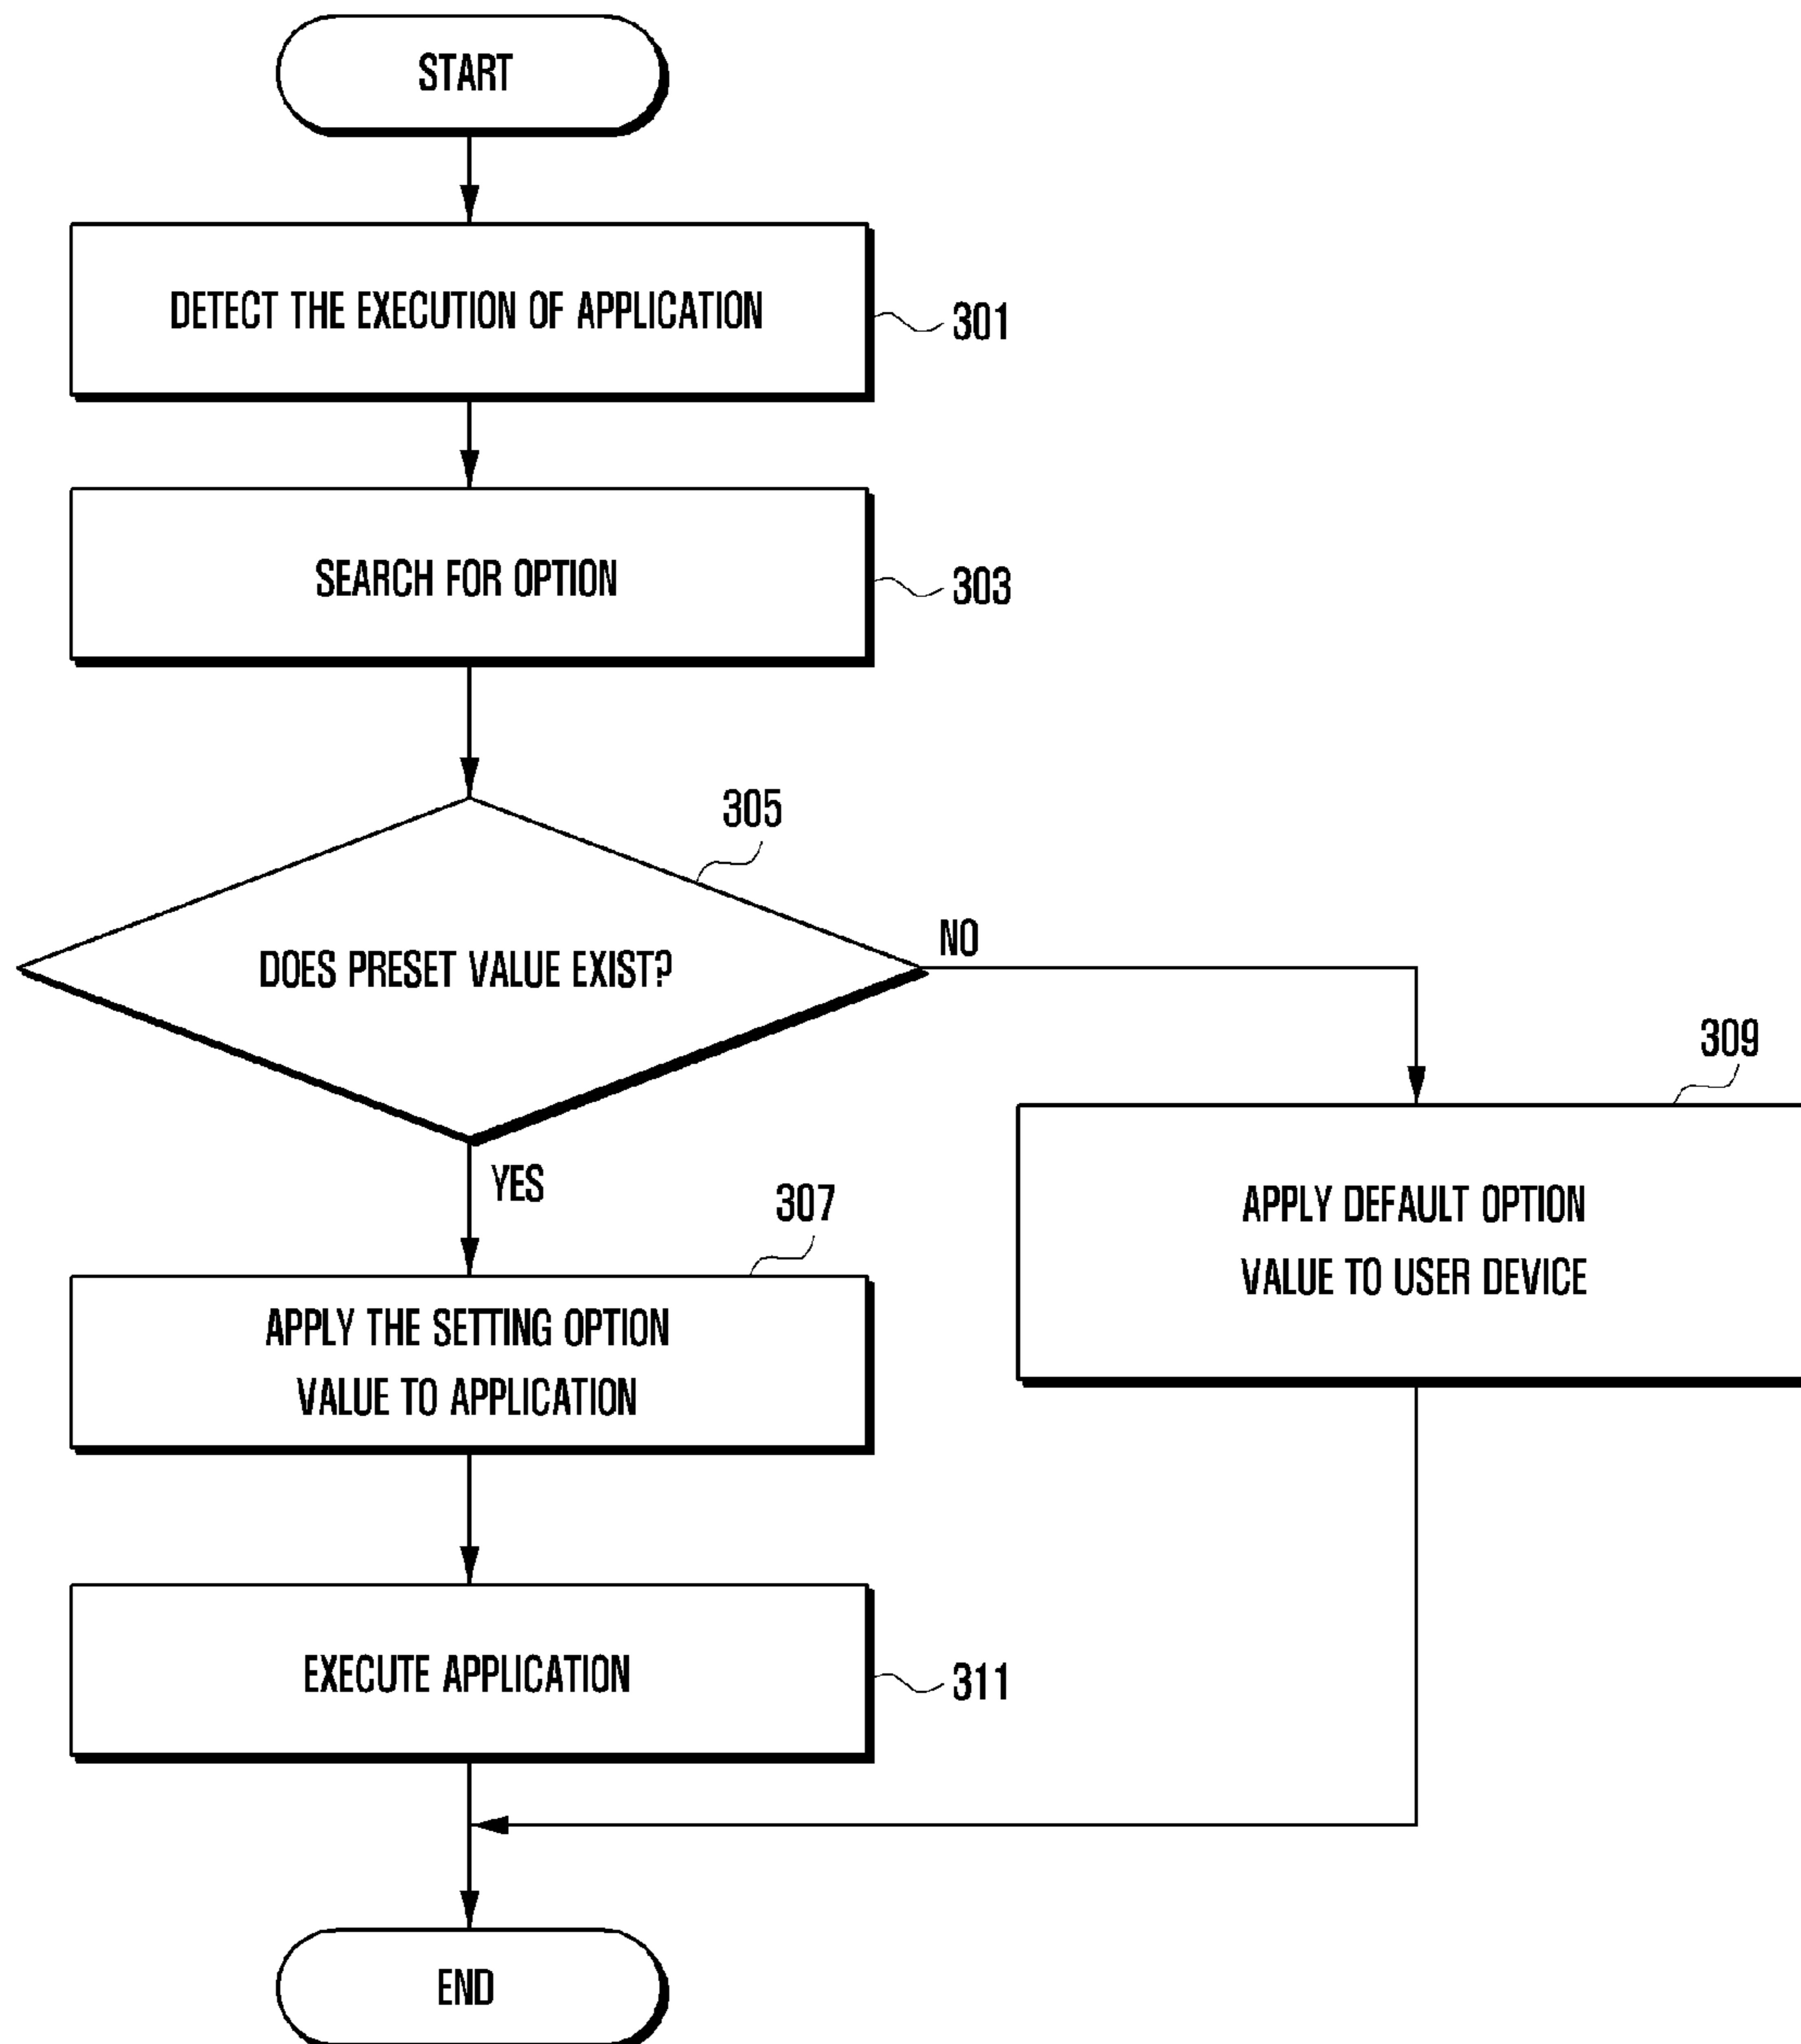 START
DETECT THE EXECUTION OF APPLICATION
301
SEARCH FOR OPTION
303
305
DOES PRESET VALUE EXIST?
NO
YES
309
APPLY DEFAULT OPTION
VALUE TO USER DEVICE
307
APPLY THE SETTING OPTION
VALUE TO APPLICATION
EXECUTE APPLICATION
311
END